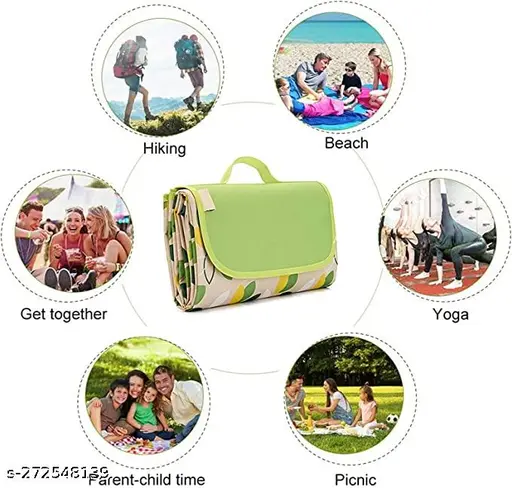 Hiking
Beach
Get together
Yoga
Parent-child time
Picnic
s-272548139